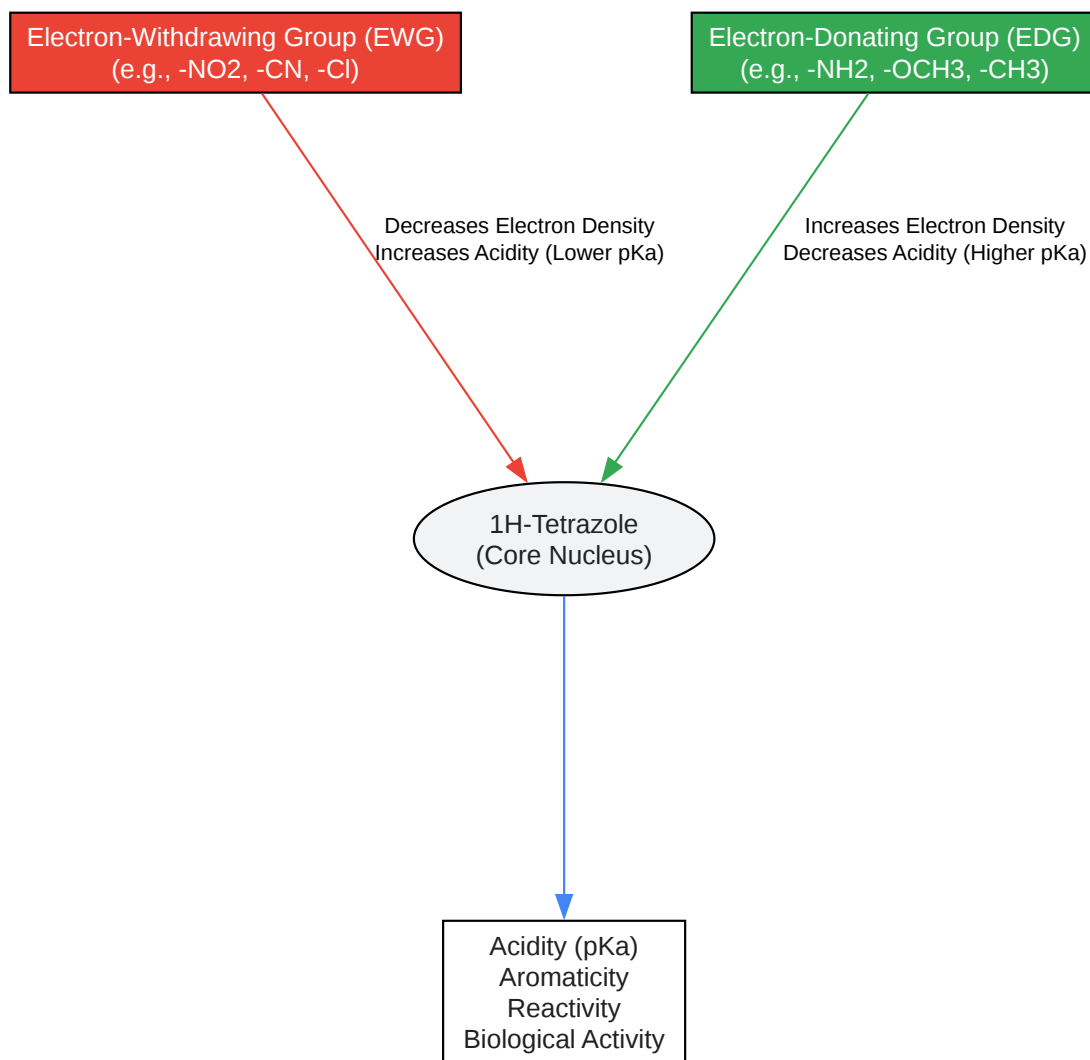 Electron-Withdrawing Group (EWG)
(e.g., -NO2, -CN, -Cl)
Electron-Donating Group (EDG)
(e.g., -NH2, -OCH3, -CH3)
Decreases Electron Density
Increases Acidity (Lower pKa)
Increases Electron Density
Decreases Acidity (Higher pKa)
1H-Tetrazole
(Core Nucleus)
Acidity (pKa)
Aromaticity
Reactivity
Biological Activity